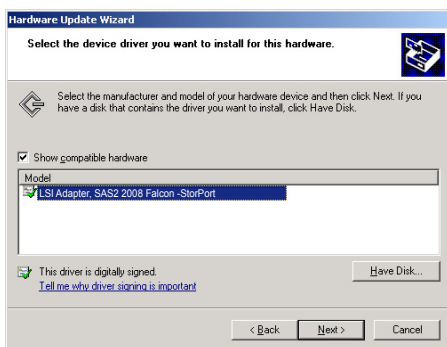 Hardware Update Wizard
Select the device driver you want to install for this hardware.
Select the manufacturer and model of your hardware device and then click Next. If you
have a disk that contains the driver you want to install, click Have Disk.
Show compatible hardware
Model
LSI Adapter, SAS2 2008 Falcon -StorPort
This driver is digitally signed.
Have Disk...
Tell me why driver signing is important
< Back
Next >
Cancel